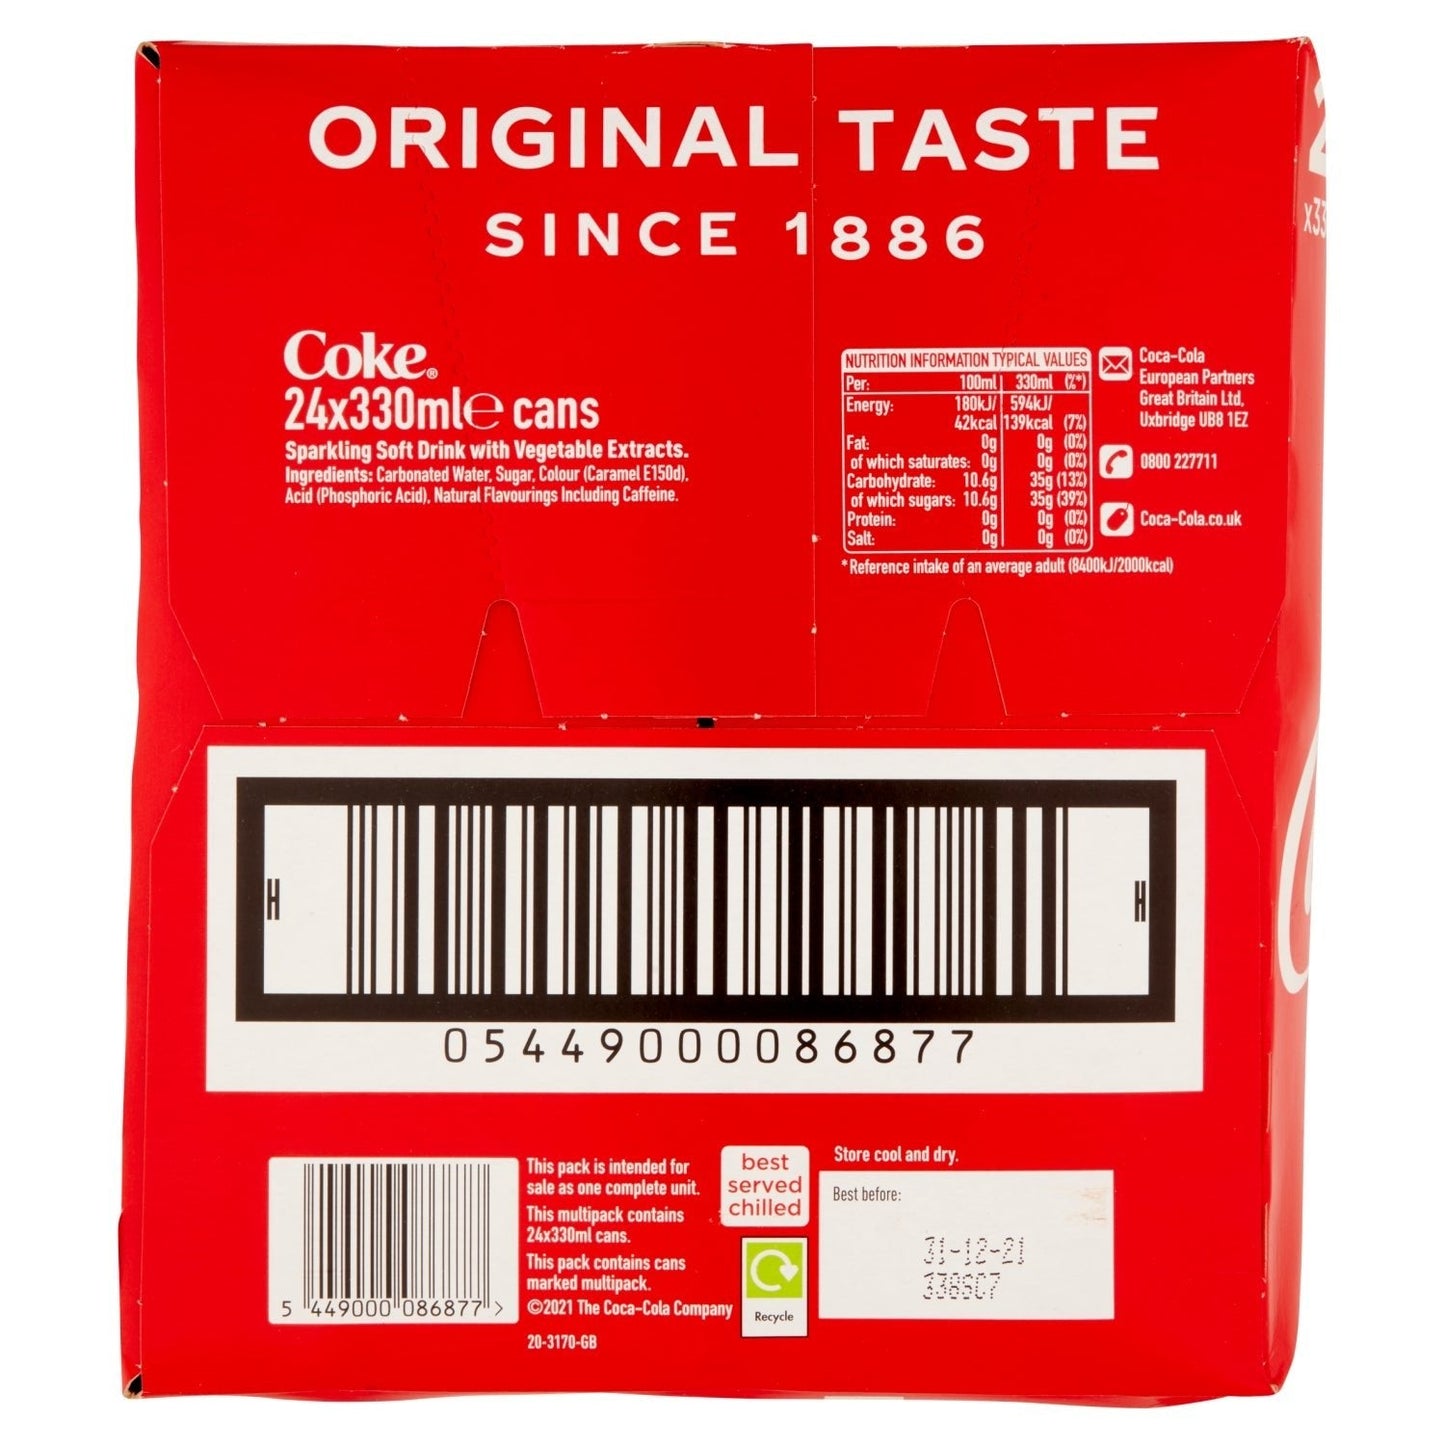 ORIGINAL TASTE
SINCE 1886
Coke®
24x330ml℮ cans
Sparkling Soft Drink with Vegetable Extracts.
Ingredients: Carbonated Water, Sugar, Colour (Caramel E150d),
Acid (Phosphoric Acid), Natural Flavourings Including Caffeine.
NUTRITION INFORMATION TYPICAL VALUES
Per: 100ml 330ml (%*)
Energy: 180kJ/ 594kJ/
42kcal 139kcal (7%)
Fat: 0g 0g (0%)
of which saturates: 0g 0g (0%)
Carbohydrate: 10.6g 35g (13%)
of which sugars: 10.6g 35g (39%)
Protein: 0g 0g (0%)
Salt: 0g 0g (0%)
*Reference intake of an average adult (8400kJ/2000kcal)
Coca-Cola
European Partners
Great Britain Ltd,
Uxbridge UB8 1EZ
0800 227711
Coca-Cola.co.uk
x33
H H
05449000086877
5 449000 086877 >
This pack is intended for
sale as one complete unit.
This multipack contains
24x330ml cans.
This pack contains cans
marked multipack.
©2021 The Coca-Cola Company
20-3170-GB
best
served
chilled
Recycle
Store cool and dry.
Best before:
31-12-21